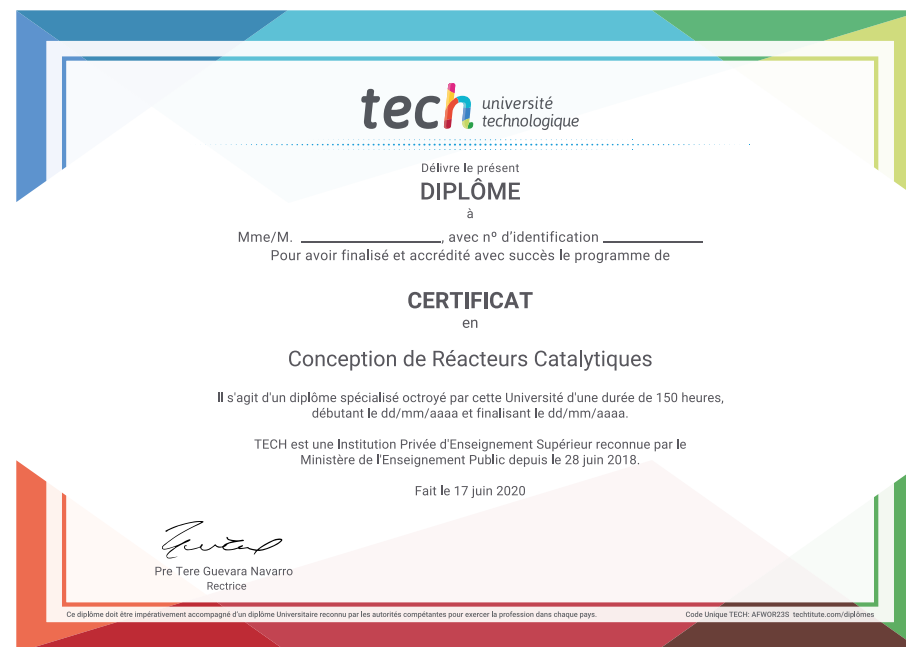 tech université
technologique
Délivre le présent
DIPLÔME
à
Mme/M. ____________________, avec nº d'identification ______________
Pour avoir finalisé et accrédité avec succès le programme de
CERTIFICAT
en
Conception de Réacteurs Catalytiques
Il s'agit d'un diplôme spécialisé octroyé par cette Université d'une durée de 150 heures,
débutant le dd/mm/aaaa et finalisant le dd/mm/aaaa.
TECH est une Institution Privée d'Enseignement Supérieur reconnue par le
Ministère de l'Enseignement Public depuis le 28 juin 2018.
Fait le 17 juin 2020
Pre Tere Guevara Navarro
Rectrice
Ce diplôme doit être impérativement accompagné d'un diplôme Universitaire reconnu par les autorités compétantes pour exercer la profession dans chaque pays.
Code Unique TECH: AFWOR23S techtitute.com/diplômes